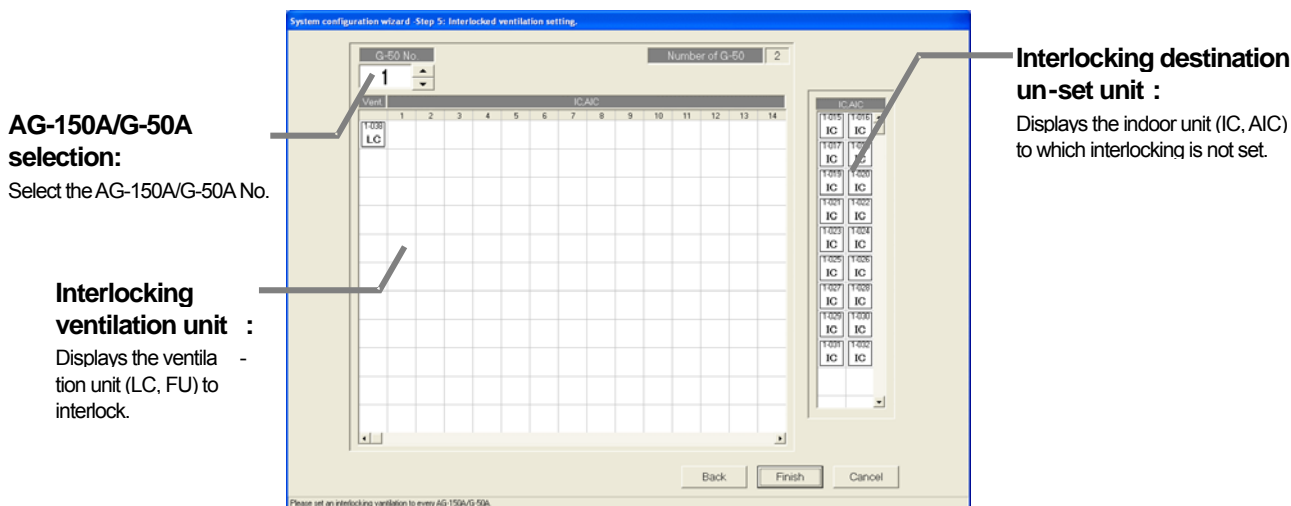 System configuration wizard -Step 5: Interlocked ventilation setting.
G-50 No.
1
Number of G-50 2
Vent. IC,AIC
1 2 3 4 5 6 7 8 9 10 11 12 13 14
1-038
LC
IC,AIC
1-015 1-016
IC IC
1-017
IC IC
1-019 1-020
IC IC
1-021 1-022
IC IC
1-023 1-024
IC IC
1-025 1-026
IC IC
1-027 1-028
IC IC
1-029 1-030
IC IC
1-031 1-032
IC IC
Back Finish Cancel
Please set an interlocking vantilation to every AG-150A/G-50A.
AG-150A/G-50A
selection:
Select the AG-150A/G-50A No.
Interlocking
ventilation unit :
Displays the ventila -
tion unit (LC, FU) to
interlock.
Interlocking destination
un-set unit :
Displays the indoor unit (IC, AIC)
to which interlocking is not set.